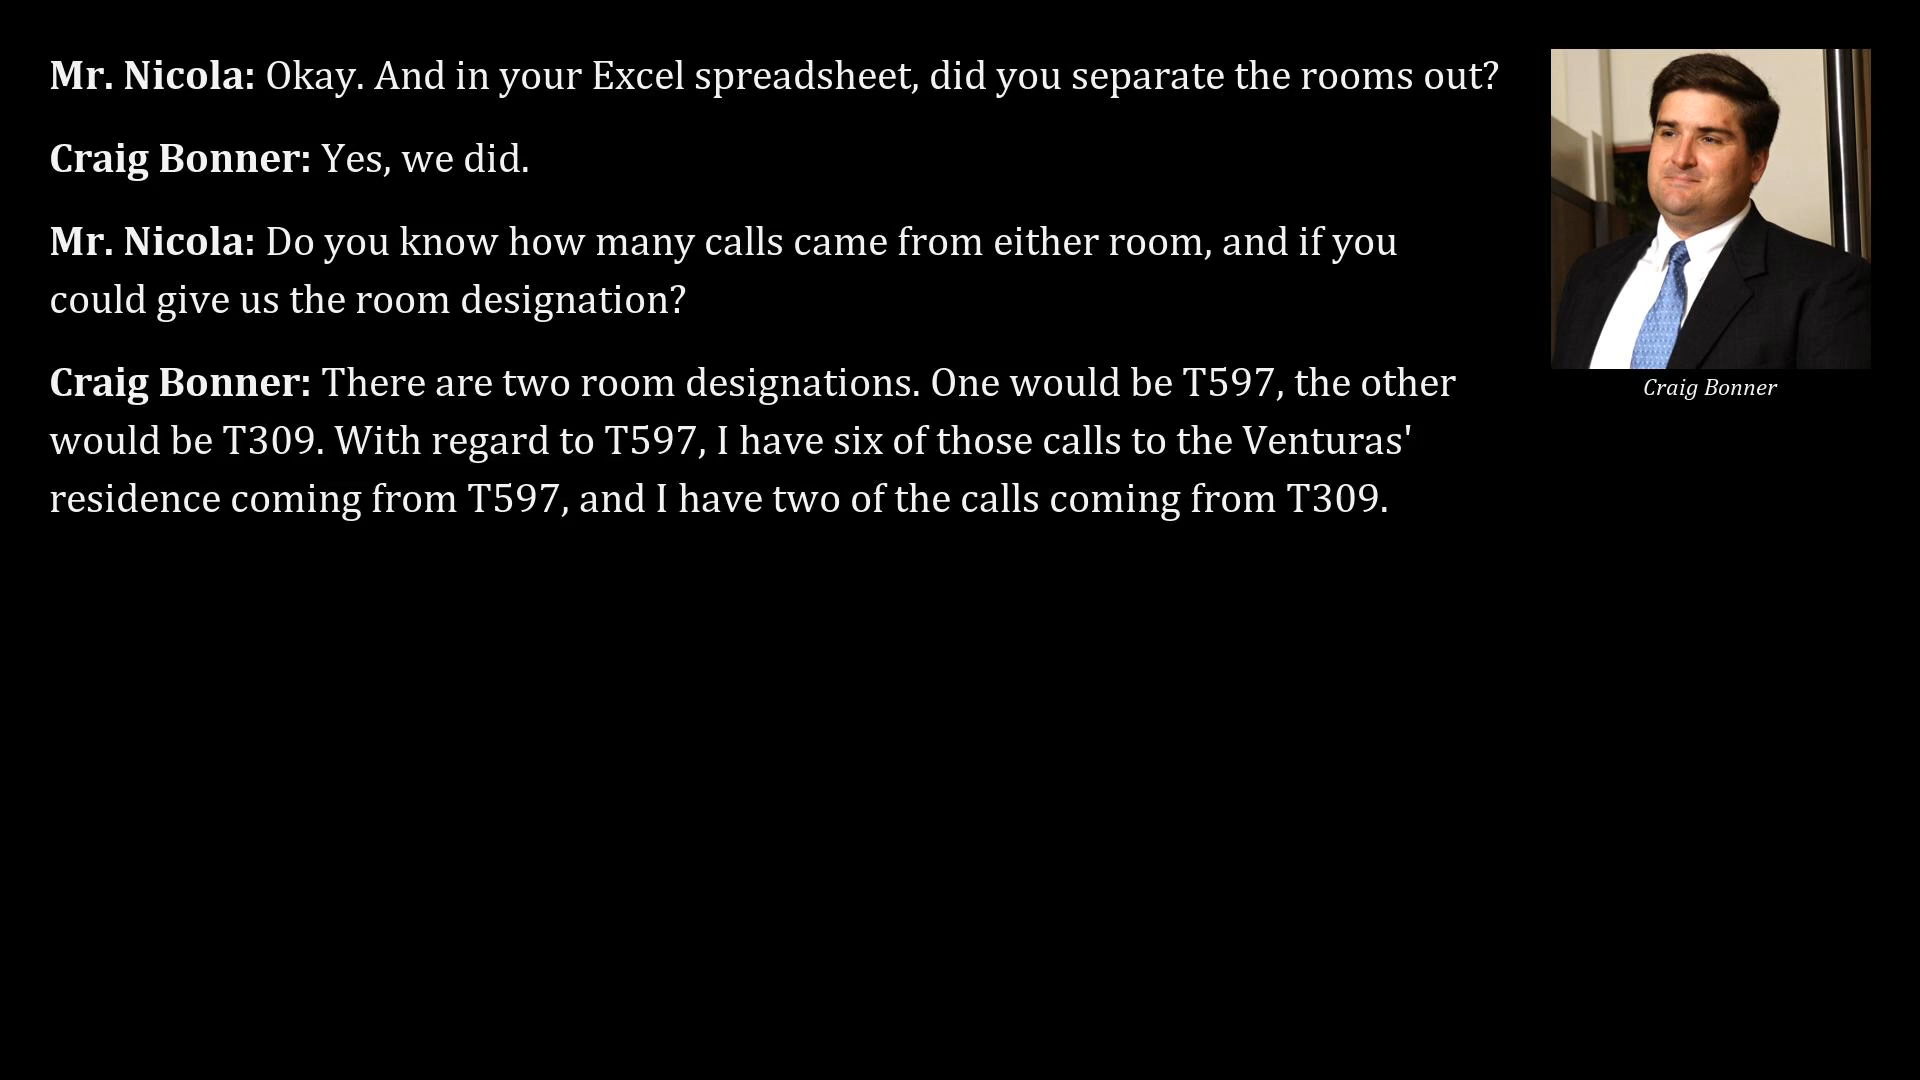 Mr. Nicola: Okay. And in your Excel spreadsheet, did you separate the rooms out?
Craig Bonner: Yes, we did.
Mr. Nicola: Do you know how many calls came from either room, and if you
could give us the room designation?
Craig Bonner: There are two room designations. One would be T597, the other
would be T309. With regard to T597, I have six of those calls to the Venturas'
residence coming from T597, and I have two of the calls coming from T309.
Craig Bonner